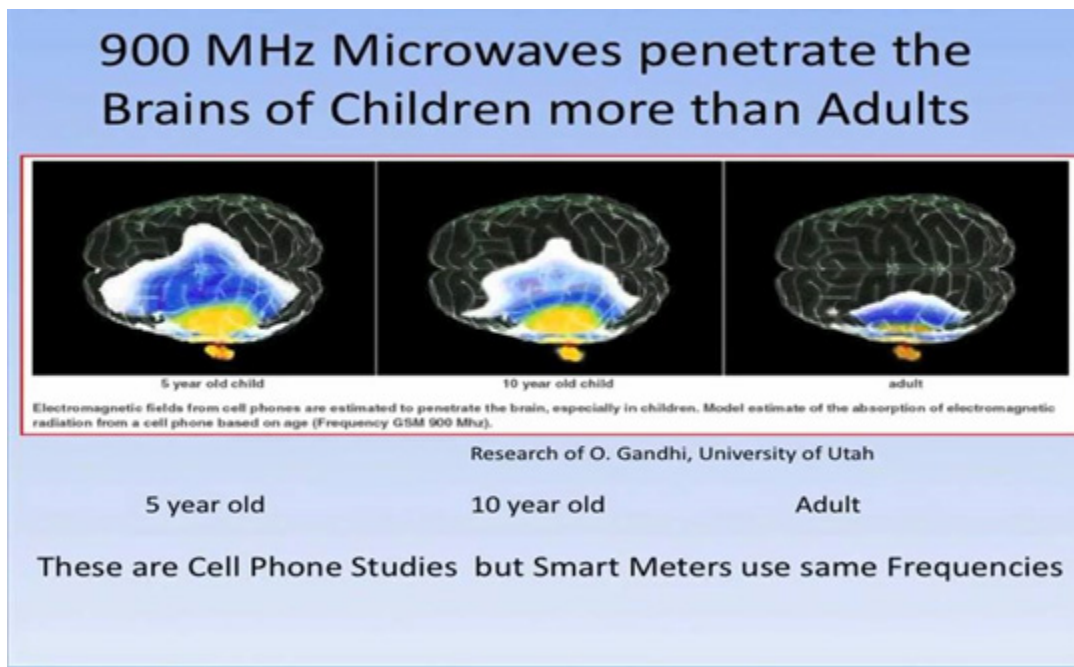 900 MHz Microwaves penetrate the
Brains of Children more than Adults
5 year old child
10 year old child
adult
Electromagnetic fields from cell phones are estimated to penetrate the brain, especially in children. Model estimate of the absorption of electromagnetic
radiation from a cell phone based on age (Frequency GSM 900 Mhz).
Research of O. Gandhi, University of Utah
5 year old
10 year old
Adult
These are Cell Phone Studies but Smart Meters use same Frequencies